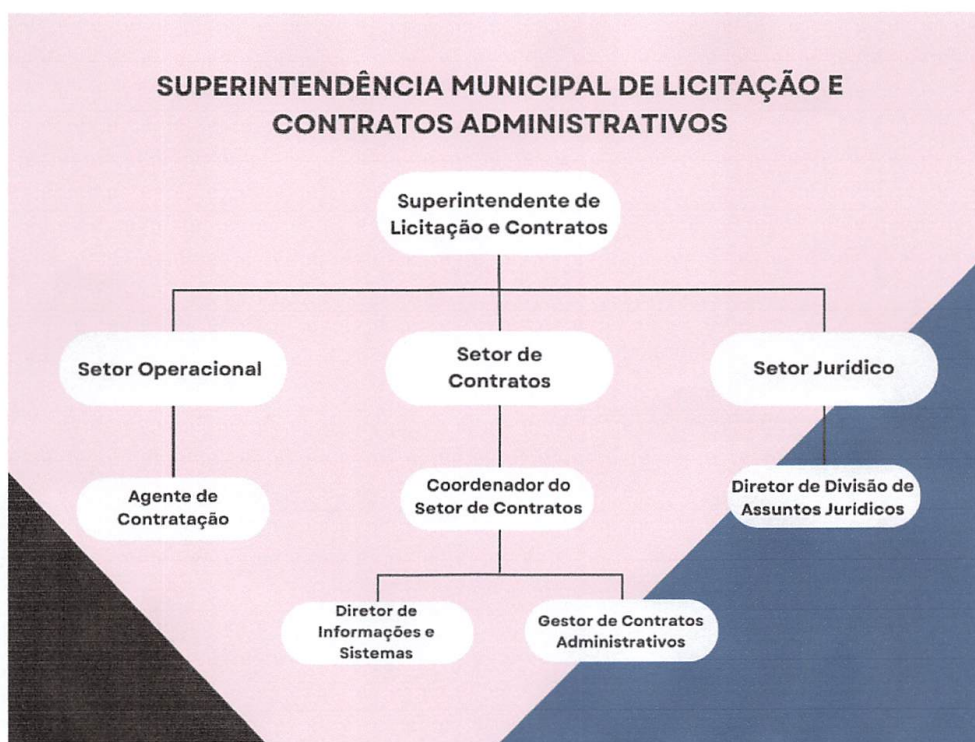 SUPERINTENDÊNCIA MUNICIPAL DE LICITAÇÃO E
CONTRATOS ADMINISTRATIVOS
Superintendente de
Licitação e Contratos
Setor Operacional
Setor de
Contratos
Setor Jurídico
Agente de
Contratação
Coordenador do
Setor de Contratos
Diretor de Divisão de
Assuntos Jurídicos
Diretor de
Informações e
Sistemas
Gestor de Contratos
Administrativos